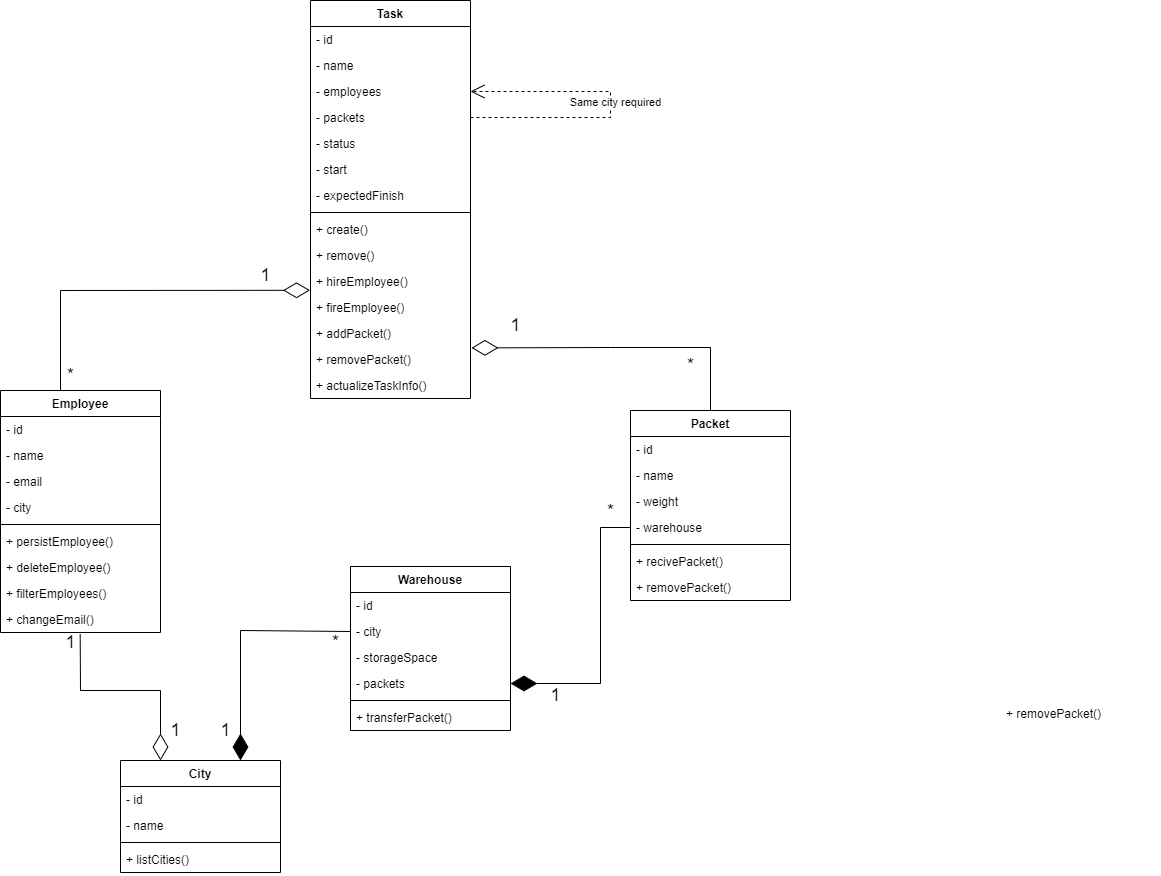 Task
- id
- name
- employees
- packets
- status
- start
- expectedFinish
+ create()
+ remove()
+ hireEmployee()
+ fireEmployee()
+ addPacket()
+ removePacket()
+ actualizeTaskInfo()
Same city required
1
*
1
*
Employee
- id
- name
- email
- city
+ persistEmployee()
+ deleteEmployee()
+ filterEmployees()
+ changeEmail()
1
1
Packet
- id
- name
- weight
- warehouse
+ recivePacket()
+ removePacket()
*
1
Warehouse
- id
- city
- storageSpace
- packets
+ transferPacket()
*
1
City
- id
- name
+ listCities()
+ removePacket()